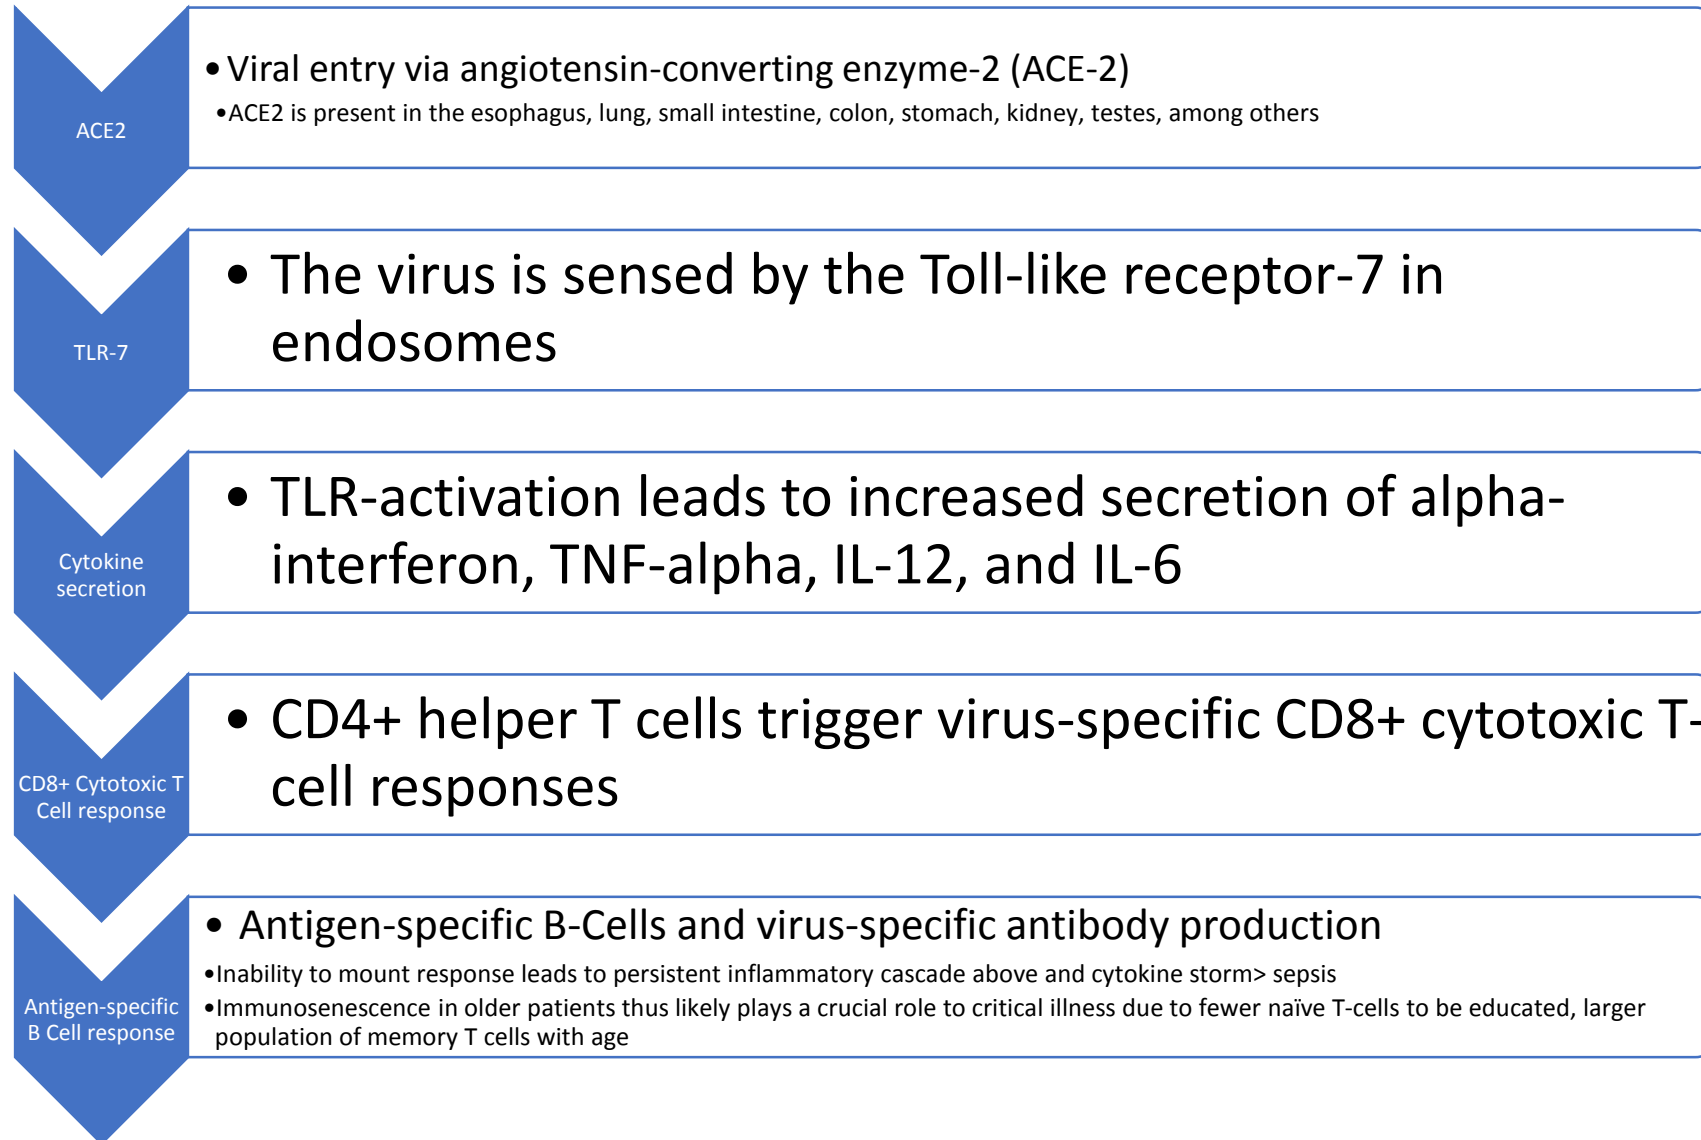 ACE2
• Viral entry via angiotensin-converting enzyme-2 (ACE-2)
•ACE2 is present in the esophagus, lung, small intestine, colon, stomach, kidney, testes, among others
TLR-7
• The virus is sensed by the Toll-like receptor-7 in
endosomes
Cytokine
secretion
• TLR-activation leads to increased secretion of alpha-
interferon, TNF-alpha, IL-12, and IL-6
CD8+ Cytotoxic T
Cell response
• CD4+ helper T cells trigger virus-specific CD8+ cytotoxic T-
cell responses
Antigen-specific
B Cell response
• Antigen-specific B-Cells and virus-specific antibody production
•Inability to mount response leads to persistent inflammatory cascade above and cytokine storm> sepsis
•Immunosenescence in older patients thus likely plays a crucial role to critical illness due to fewer naïve T-cells to be educated, larger
population of memory T cells with age